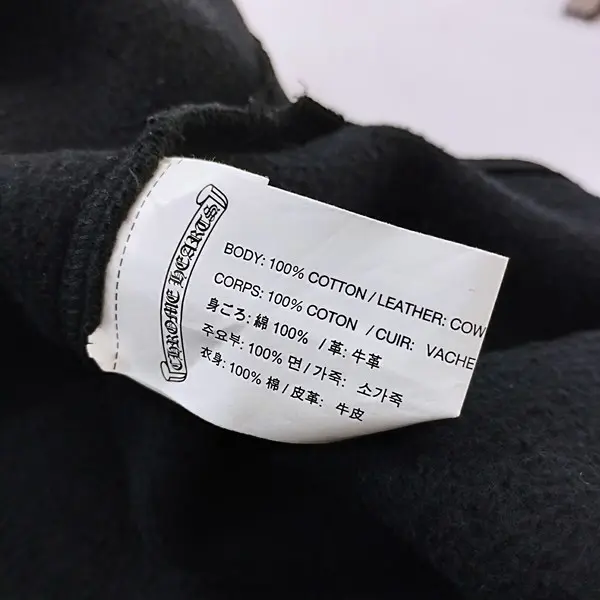 CHROME HEARTS
BODY: 100% COTTON / LEATHER: COW
CORPS: 100% COTON / CUIR: VACHE
身ごろ: 綿 100% / 革: 牛革
주요부: 100% 면 / 가죽: 소가죽
衣身: 100% 棉 / 皮革: 牛皮